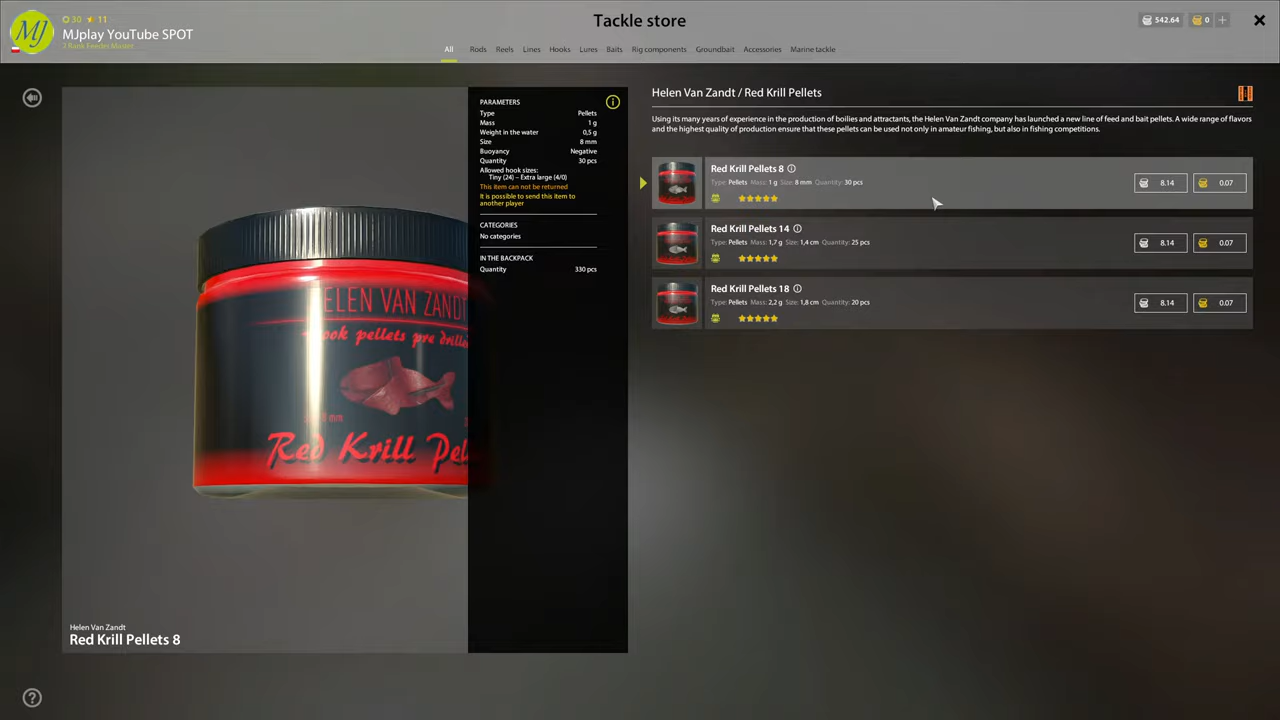 MJ
30 11
MJplay YouTube SPOT
Tackle store
542.64 0 +
All Rods Reels Lines Hooks Lures Baits Rig components Groundbait Accessories Marine tackle
PARAMETERS
Type Pellets
Mass 1 g
Weight in the water 0,5 g
Size 8 mm
Buoyancy Negative
Quantity 30 pcs
Allowed hook sizes:
Tiny (24) – Extra large (4/0)
This item can not be returned
It is possible to send this item to
another player
CATEGORIES
No categories
IN THE BACKPACK
Quantity 330 pcs
HELEN VAN ZANDT
pellets pre
mm
Red Krill
Helen Van Zandt
Red Krill Pellets 8
Helen Van Zandt / Red Krill Pellets
Using its many years of experience in the production of boilies and attractants, the Helen Van Zandt company has launched a new line of feed and bait pellets. A wide range of flavors
and the highest quality of production ensure that these pellets can be used not only in amateur fishing, but also in fishing competitions.
Red Krill Pellets 8
Type: Pellets Mass: 1 g Size: 8 mm Quantity: 30 pcs
8.14 0.07
Red Krill Pellets 14
Type: Pellets Mass: 1,7 g Size: 1,4 cm Quantity: 25 pcs
8.14 0.07
Red Krill Pellets 18
Type: Pellets Mass: 2,2 g Size: 1,8 cm Quantity: 20 pcs
8.14 0.07
?